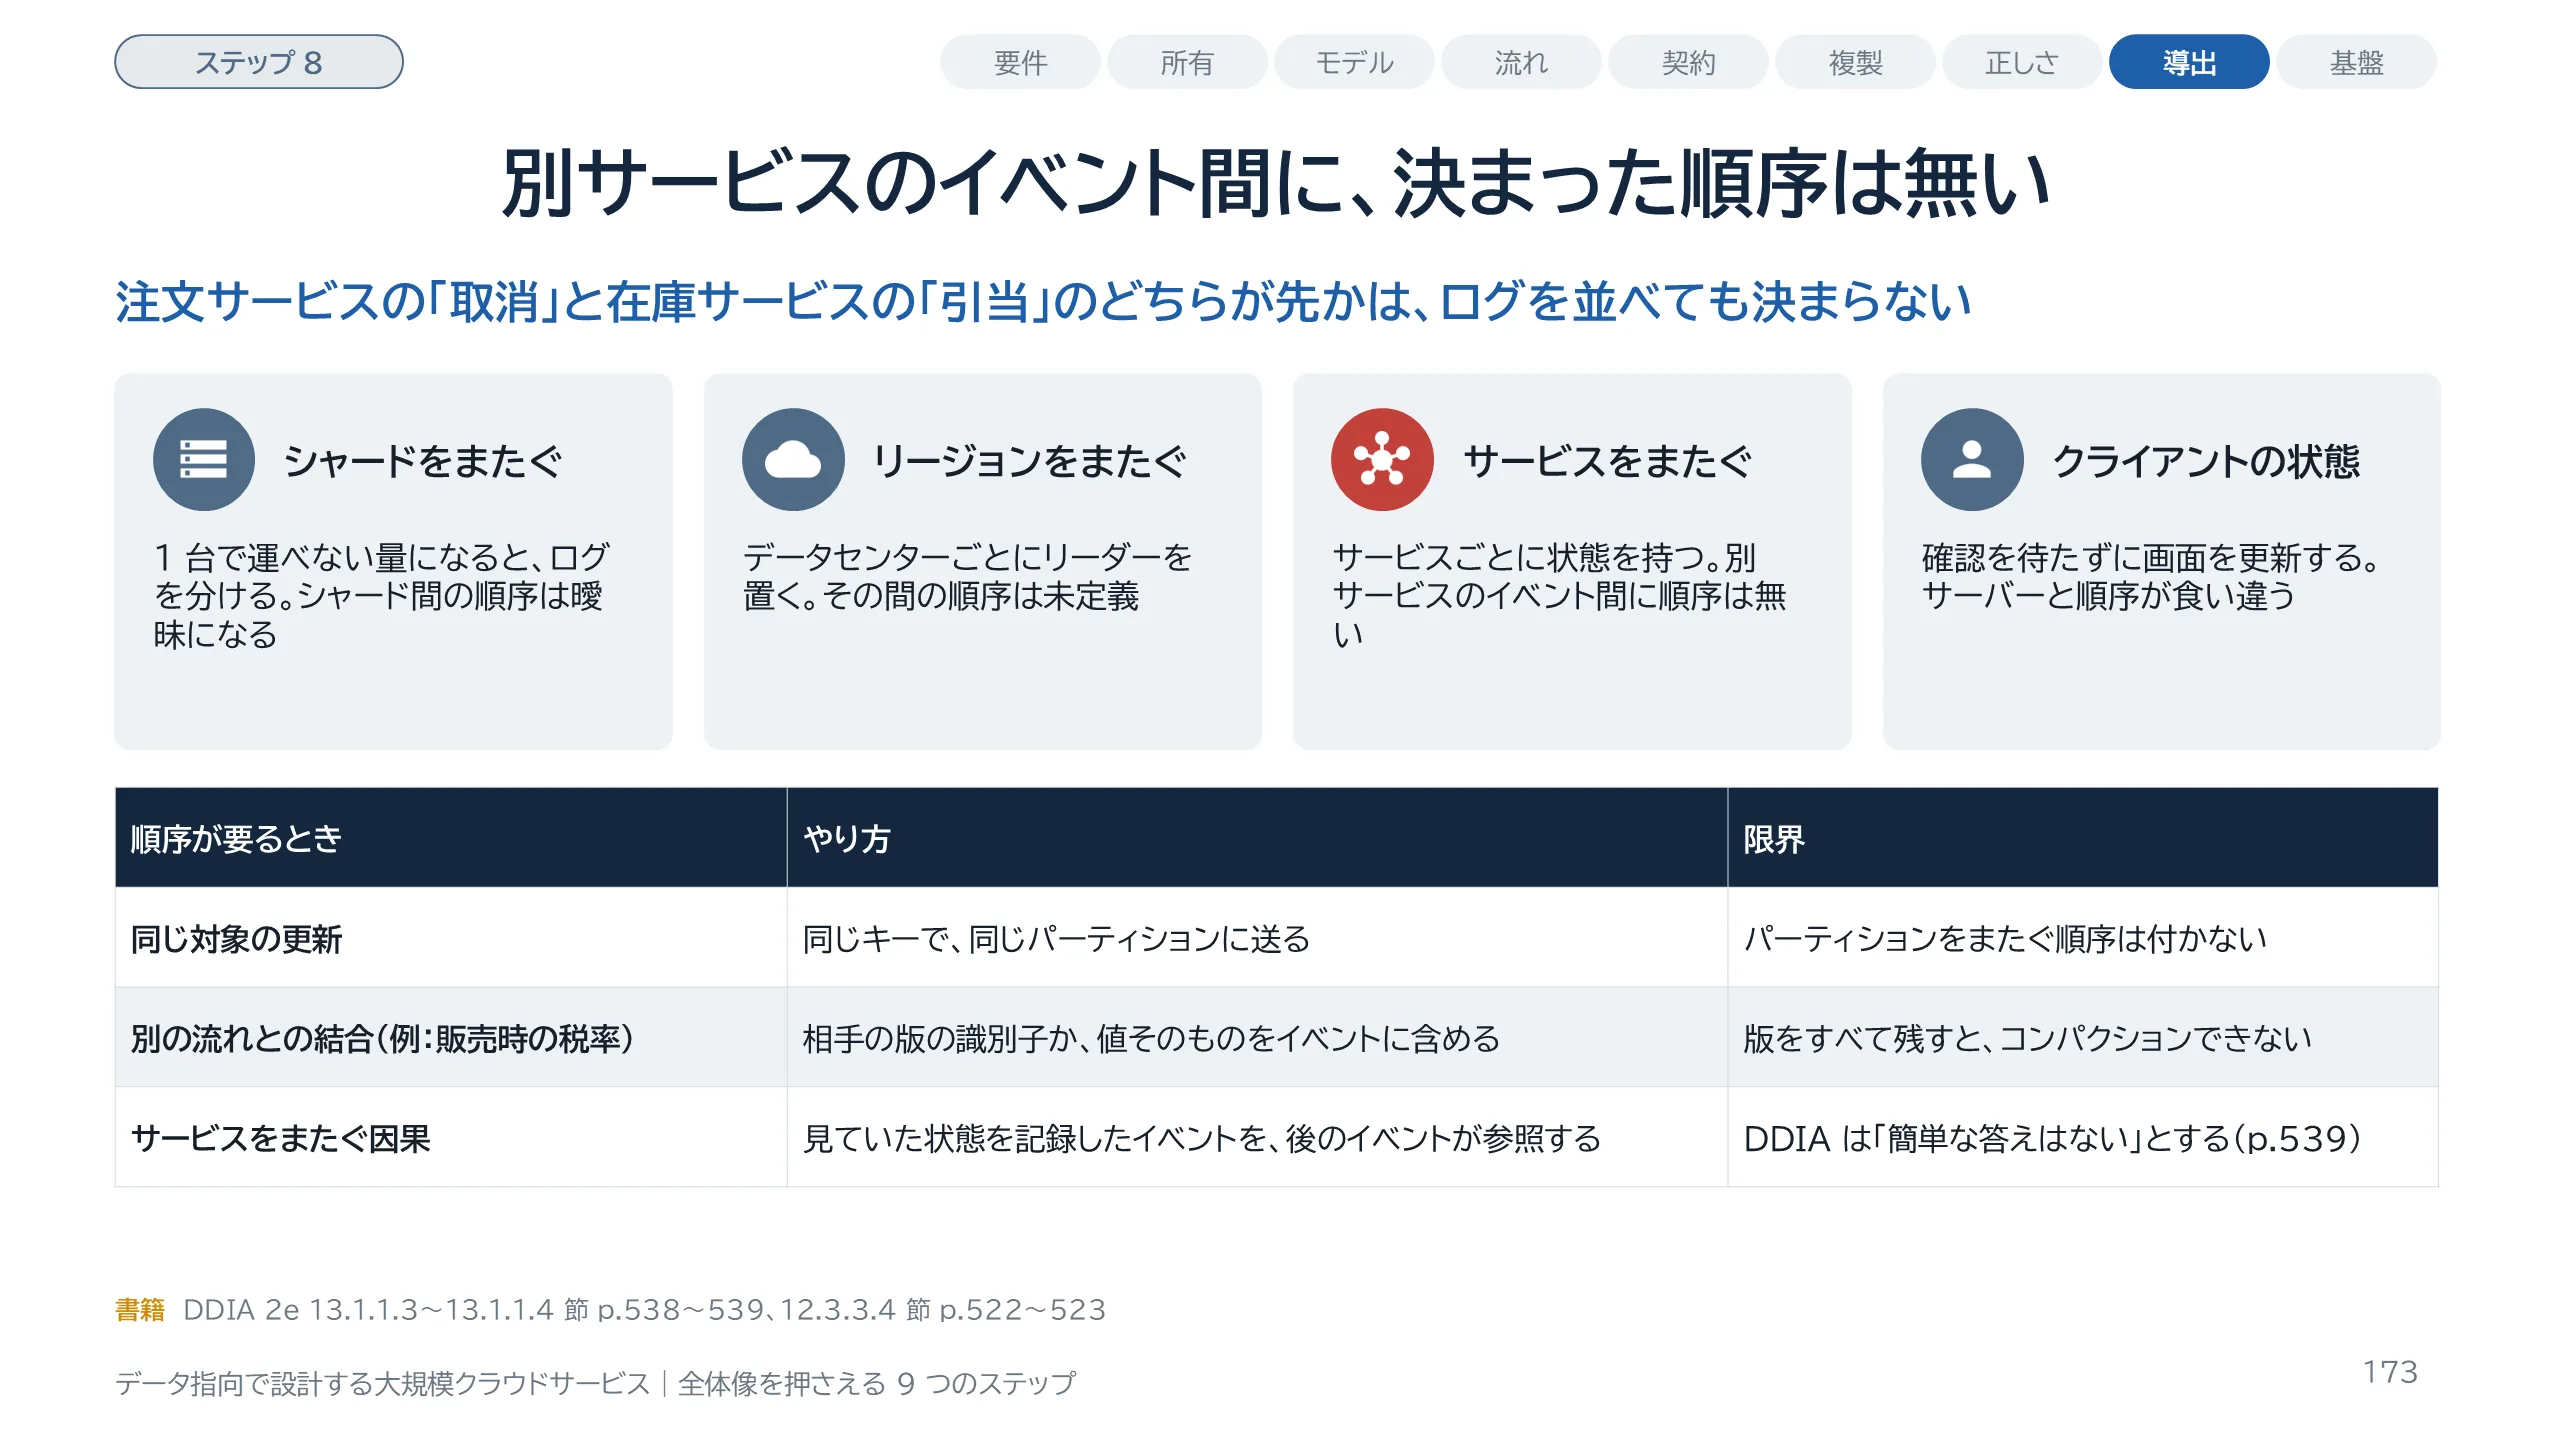 ステップ 8
要件
所有
モデル
流れ
契約
複製
正しさ
導出
基盤
別サービスのイベント間に、決まった順序は無い
注文サービスの「取消」と在庫サービスの「引当」のどちらが先かは、ログを並べても決まらない
シャードをまたぐ
1 台で運べない量になると、ログ
を分ける。シャード間の順序は曖
昧になる
リージョンをまたぐ
データセンターごとにリーダーを
置く。その間の順序は未定義
サービスをまたぐ
サービスごとに状態を持つ。別
サービスのイベント間に順序は無
い
クライアントの状態
確認を待たずに画面を更新する。
サーバーと順序が食い違う
順序が要るとき
やり方
限界
同じ対象の更新
同じキーで、同じパーティションに送る
パーティションをまたぐ順序は付かない
別の流れとの結合（例：販売時の税率）
相手の版の識別子か、値そのものをイベントに含める
版をすべて残すと、コンパクションできない
サービスをまたぐ因果
見ていた状態を記録したイベントを、後のイベントが参照する
DDIA は「簡単な答えはない」とする（p.539）
書籍 DDIA 2e 13.1.1.3〜13.1.1.4 節 p.538〜539、12.3.3.4 節 p.522〜523
データ指向で設計する大規模クラウドサービス｜全体像を押さえる 9 つのステップ
173